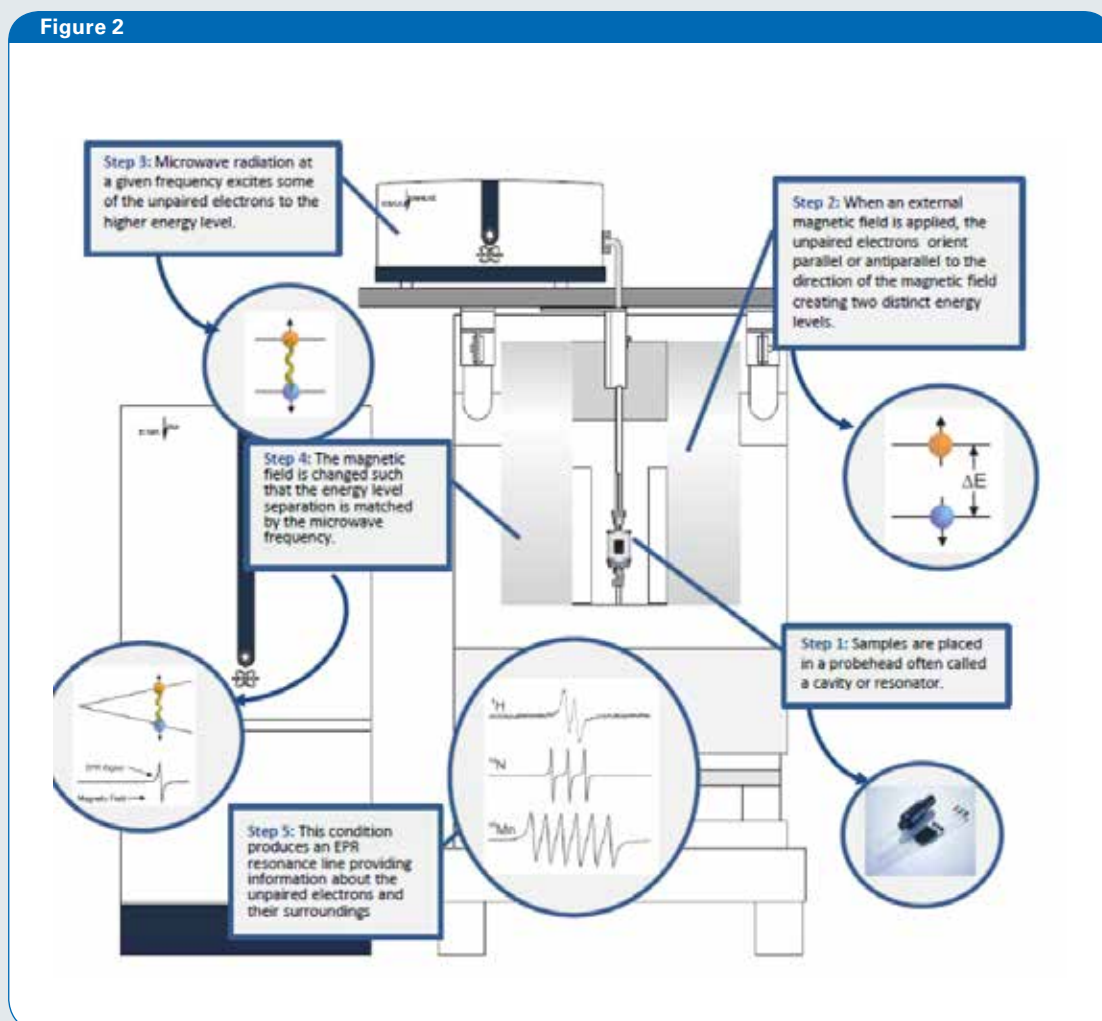 Figure 2
Step 3: Microwave radiation at
a given frequency excites some
of the unpaired electrons to the
higher energy level.
Step 2: When an external
magnetic field is applied, the
unpaired electrons orient
parallel or antiparallel to the
direction of the magnetic field
creating two distinct energy
levels.
ΔE
Step 4: The magnetic
field is changed such
that the energy level
separation is matched
by the microwave
frequency.
Step 1: Samples are placed
in a probehead often called
a cavity or resonator.
EPR Signal
Magnetic Field
H
N
Mn
Step 5: This condition
produces an EPR
resonance line providing
information about the
unpaired electrons and
their surroundings